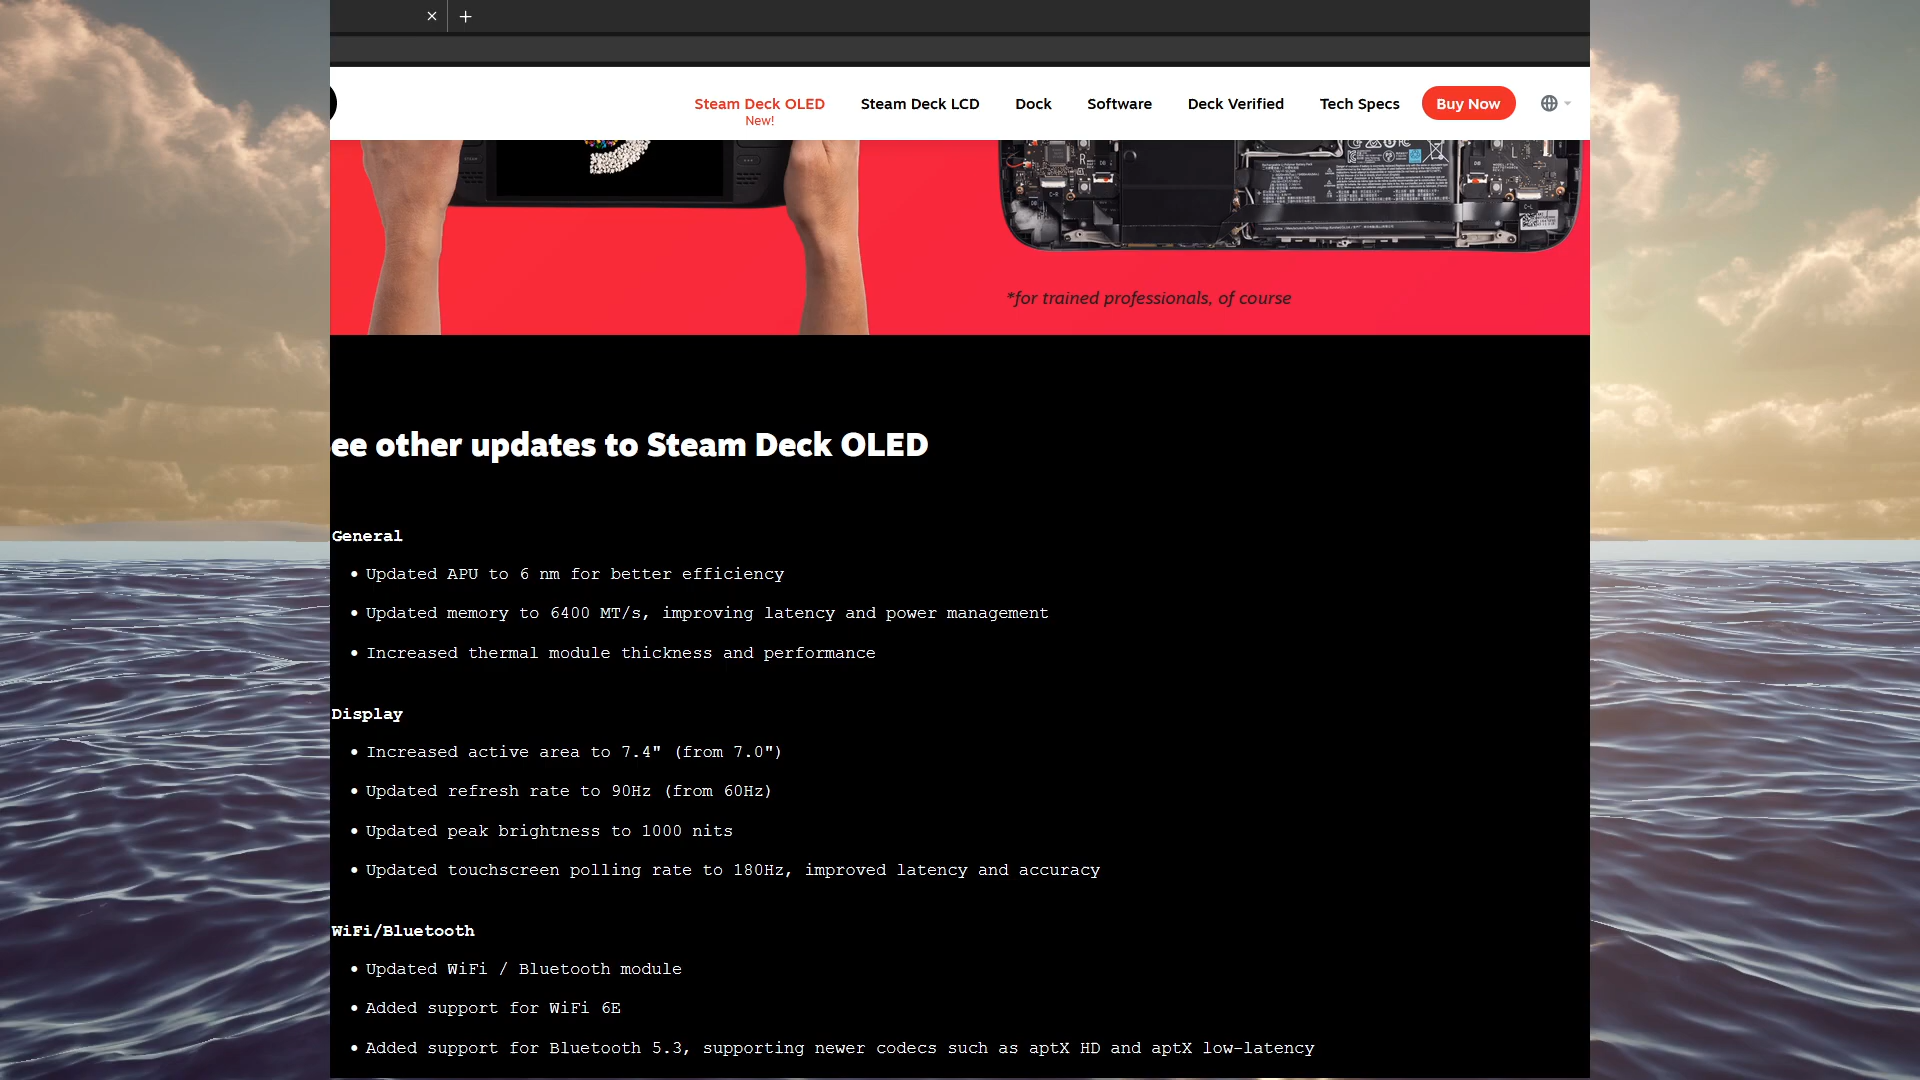 Steam Deck OLED
New!
Steam Deck LCD
Dock
Software
Deck Verified
Tech Specs
Buy Now
R
L
*for trained professionals, of course
ee other updates to Steam Deck OLED
General
• Updated APU to 6 nm for better efficiency
• Updated memory to 6400 MT/s, improving latency and power management
• Increased thermal module thickness and performance
Display
• Increased active area to 7.4" (from 7.0")
• Updated refresh rate to 90Hz (from 60Hz)
• Updated peak brightness to 1000 nits
• Updated touchscreen polling rate to 180Hz, improved latency and accuracy
WiFi/Bluetooth
• Updated WiFi / Bluetooth module
• Added support for WiFi 6E
• Added support for Bluetooth 5.3, supporting newer codecs such as aptX HD and aptX low-latency